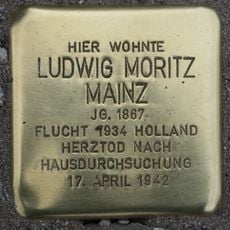 HIER WOHNTE
LUDWIG MORITZ
MAINZ
JG. 1867
FLUCHT 1934 HOLLAND
HERZTOD NACH
HAUSDURCHSUCHUNG
17. APRIL 1942